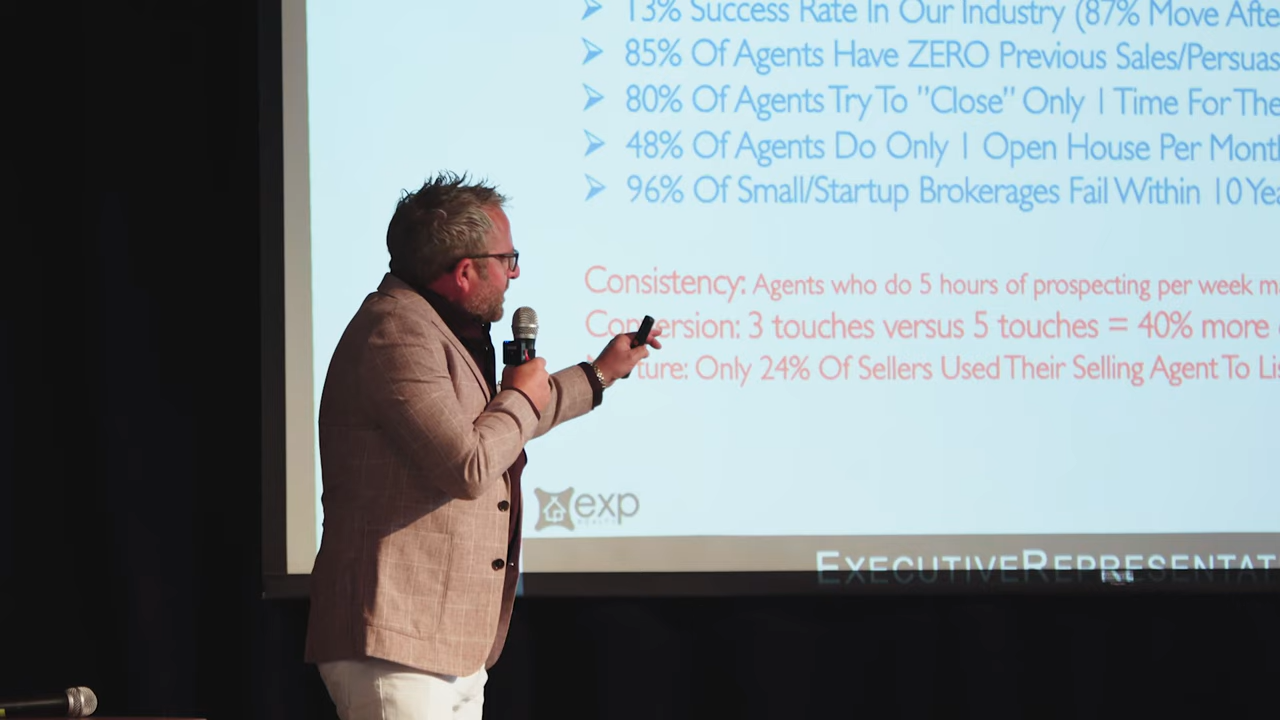 13% Success Rate In Our Industry (87% Move Afte
85% Of Agents Have ZERO Previous Sales/Persuas
80% Of Agents Try To "Close" Only 1 Time For The
48% Of Agents Do Only 1 Open House Per Mont
96% Of Small/Startup Brokerages Fail Within 10 Yea
Consistency: Agents who do 5 hours of prospecting per week m
Conversion: 3 touches versus 5 touches = 40% more
ture: Only 24% Of Sellers Used Their Selling Agent To Lis
exp
REALTY
EXECUTIVEREPRESENTAT